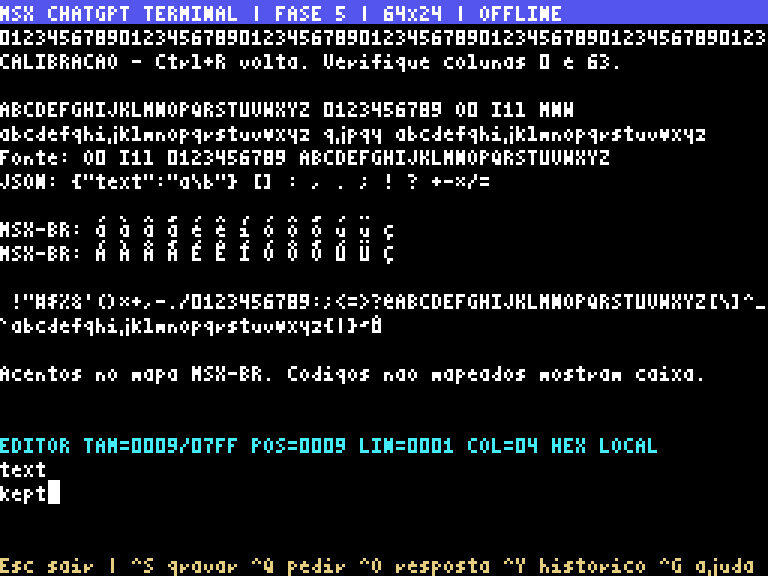 MSX CHATGPT TERMINAL | FASE 5 | 64x24 | OFFLINE
0123456789012345678901234567890123456789012345678901234567890123
CALIBRACAO - Ctrl+R volta. Verifique colunas 0 e 63.
ABCDEFGHIJKLMNOPQRSTUVWXYZ 0123456789 O0 I1l MNW
abcdefghijklmnopqrstuvwxyz gjpqy abcdefghijklmnopqrstuvwxyz
Fonte: O0 I1l 0123456789 ABCDEFGHIJKLMNOPQRSTUVWXYZ
JSON: {"text":"a\b"} [] : , . ; ! ? +-*/=
MSX-BR: á à â ã é ê í ó ô õ ú ü ç
MSX-BR: Á À Â Ã É Ê Í Ó Ô Õ Ú Ü Ç
!"#$%&'()*+,-./0123456789:;<=>?@ABCDEFGHIJKLMNOPQRSTUVWXYZ[\]^_
`abcdefghijklmnopqrstuvwxyz{|}~
Acentos no mapa MSX-BR. Codigos nao mapeados mostram caixa.
EDITOR TAM=0009/07FF POS=0009 LIN=0001 COL=04 HEX LOCAL
text
kept
Esc sair | ^S gravar ^Q pedir ^O resposta ^Y historico ^G ajuda